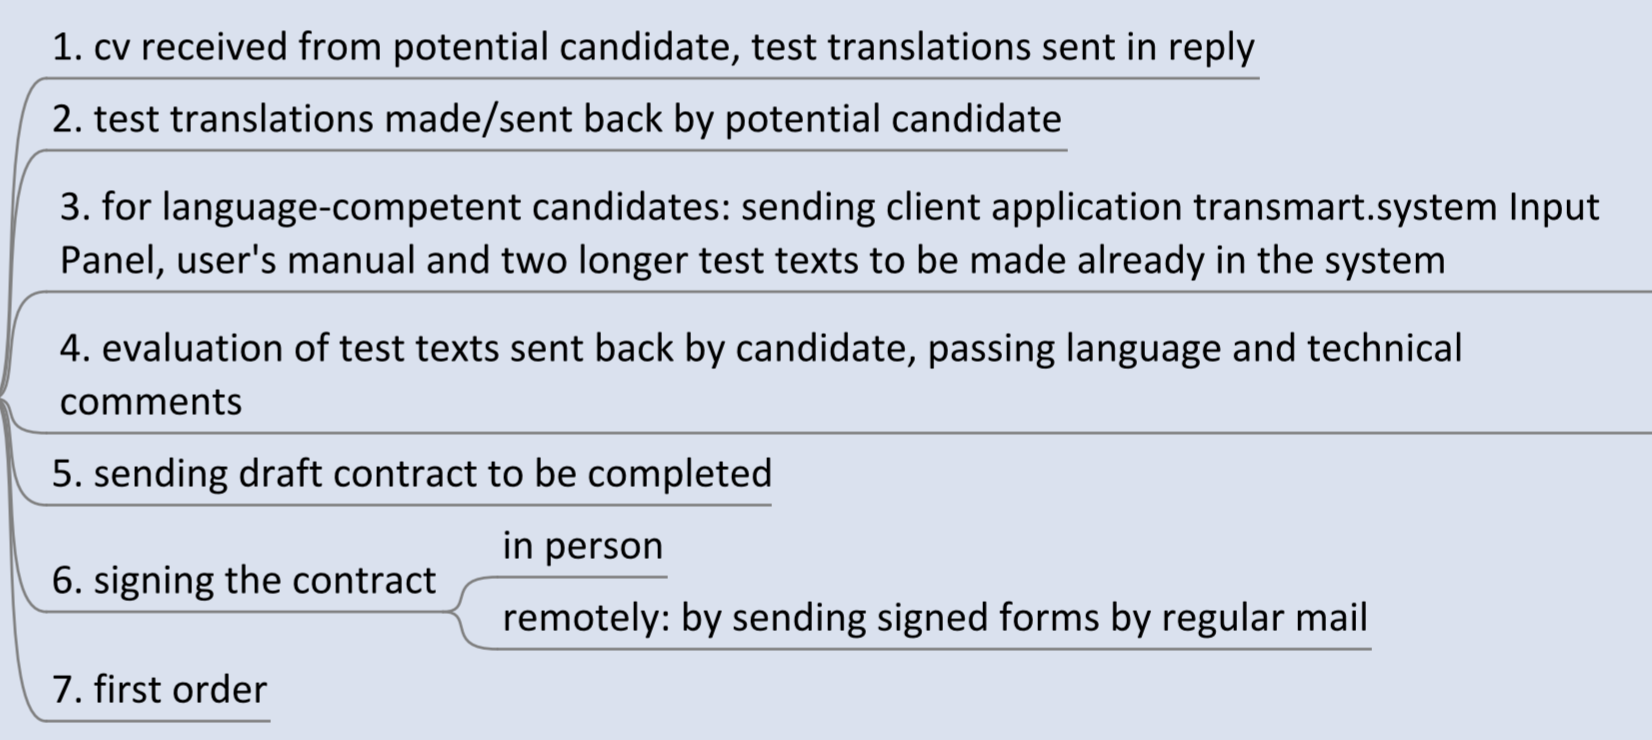 1. cv received from potential candidate, test translations sent in reply
2. test translations made/sent back by potential candidate
3. for language-competent candidates: sending client application transmart.system Input
Panel, user's manual and two longer test texts to be made already in the system
4. evaluation of test texts sent back by candidate, passing language and technical
comments
5. sending draft contract to be completed
6. signing the contract
in person
remotely: by sending signed forms by regular mail
7. first order